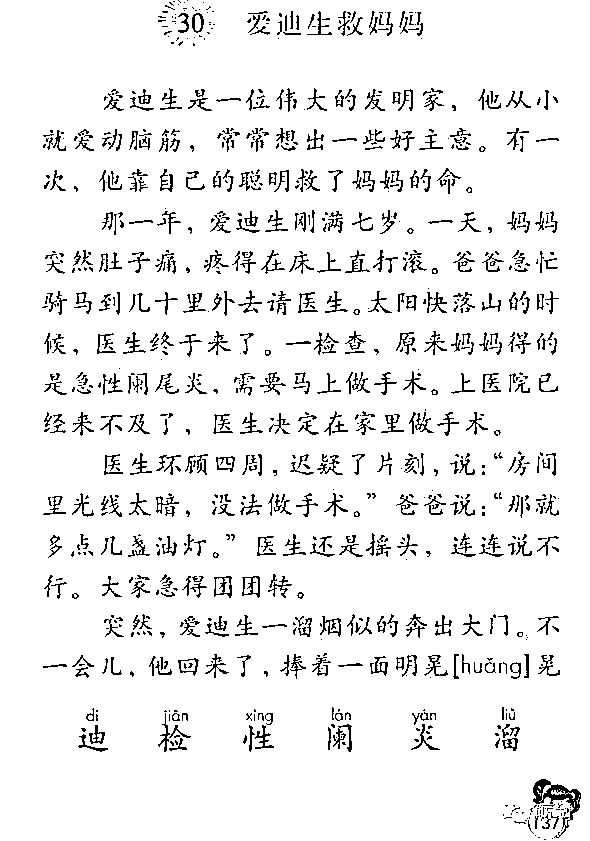 30 爱迪生救妈妈
爱迪生是一位伟大的发明家，他从小
就爱动脑筋，常常想出一些好主意。有一
次，他靠自己的聪明救了妈妈的命。
那一年，爱迪生刚满七岁。一天，妈妈
突然肚子痛，疼得在床上直打滚。爸爸急忙
骑马到几十里外去请医生。太阳快落山的时
候，医生终于来了。一检查，原来妈妈得的
是急性阑尾炎，需要马上做手术。上医院已
经来不及了，医生决定在家里做手术。
医生环顾四周，迟疑了片刻，说：“房间
里光线太暗，没法做手术。”爸爸说：“那就
多点几盏油灯。”医生还是摇头，连连说不
行。大家急得团团转。
突然，爱迪生一溜烟似的奔出大门。不
一会儿，他回来了，捧着一面明晃[huǎng]晃
dí jiǎn xìng lán yán liū
迪 检 性 阑 炎 溜
137